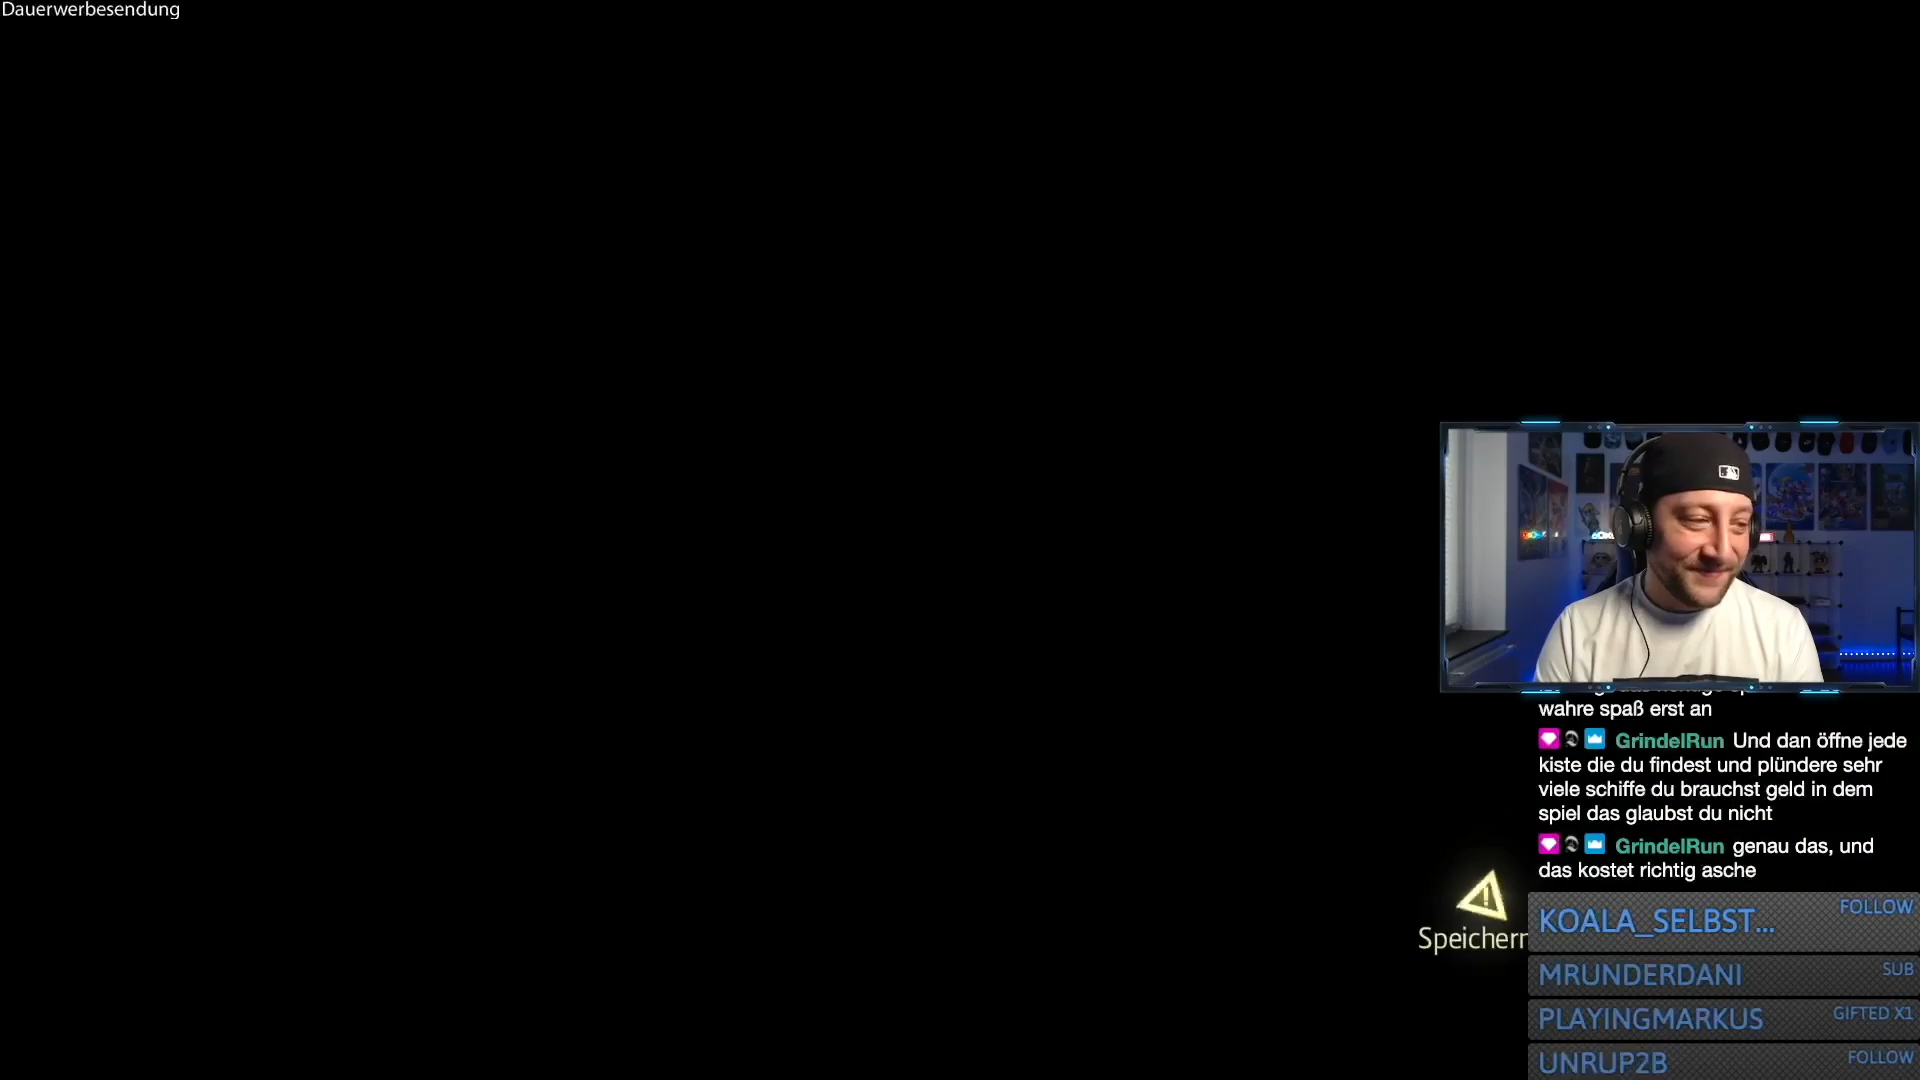 Dauerwerbesendung
wahre spaß erst an
GrindelRun Und dan öffne jede
kiste die du findest und plündere sehr
viele schiffe du brauchst geld in dem
spiel das glaubst du nicht
GrindelRun genau das, und
das kostet richtig asche
Speichern
KOALA_SELBST... FOLLOW
MRUNDERDANI SUB
PLAYINGMARKUS GIFTED X1
UNRUP2B FOLLOW